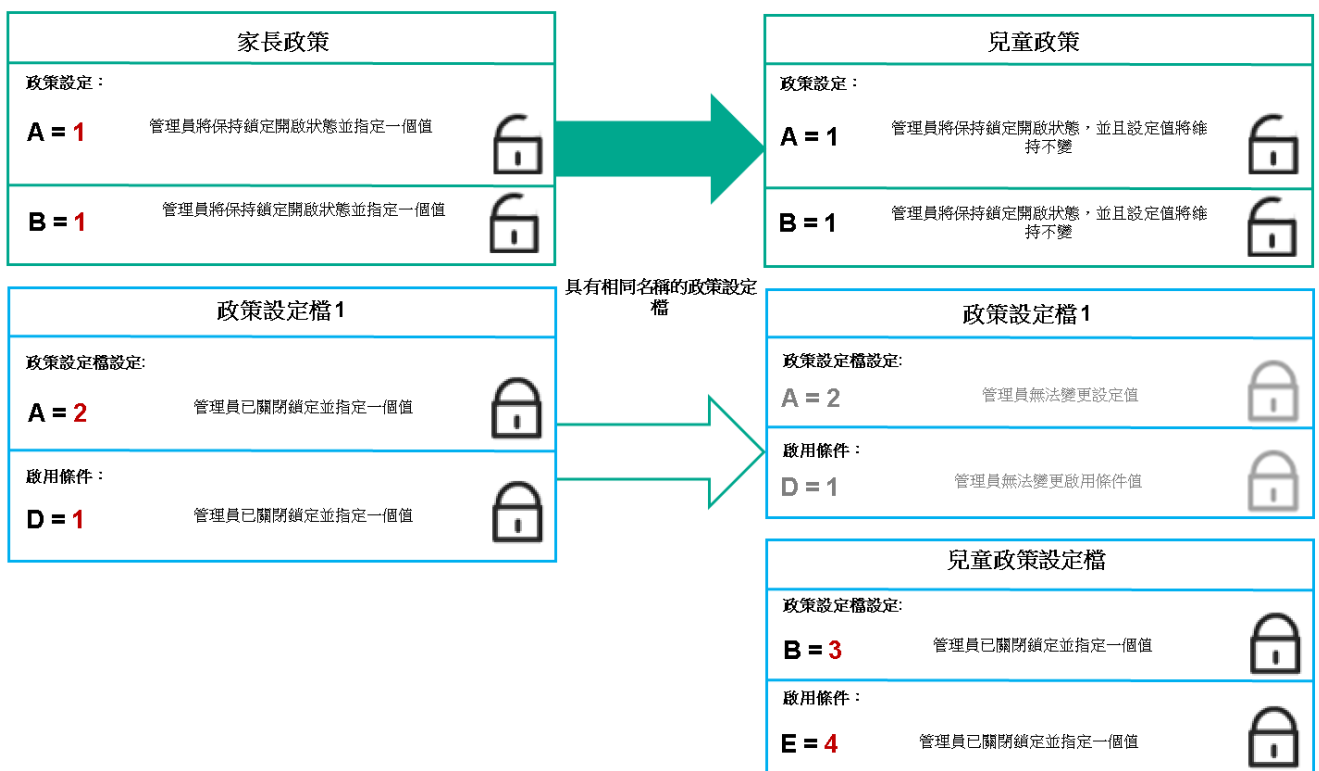 家長政策
政策設定：
A = 1
管理員將保持鎖定開啟狀態並指定一個值
B = 1
管理員將保持鎖定開啟狀態並指定一個值
兒童政策
政策設定：
A = 1
管理員將保持鎖定開啟狀態，並且設定值將維
持不變
B = 1
管理員將保持鎖定開啟狀態，並且設定值將維
持不變
具有相同名稱的政策設定
檔
政策設定檔1
政策設定檔設定:
A = 2
管理員已關閉鎖定並指定一個值
啟用條件：
D = 1
管理員已關閉鎖定並指定一個值
政策設定檔1
政策設定檔設定:
A = 2
管理員無法變更設定值
啟用條件：
D = 1
管理員無法變更啟用條件值
兒童政策設定檔
政策設定檔設定:
B = 3
管理員已關閉鎖定並指定一個值
啟用條件：
E = 4
管理員已關閉鎖定並指定一個值